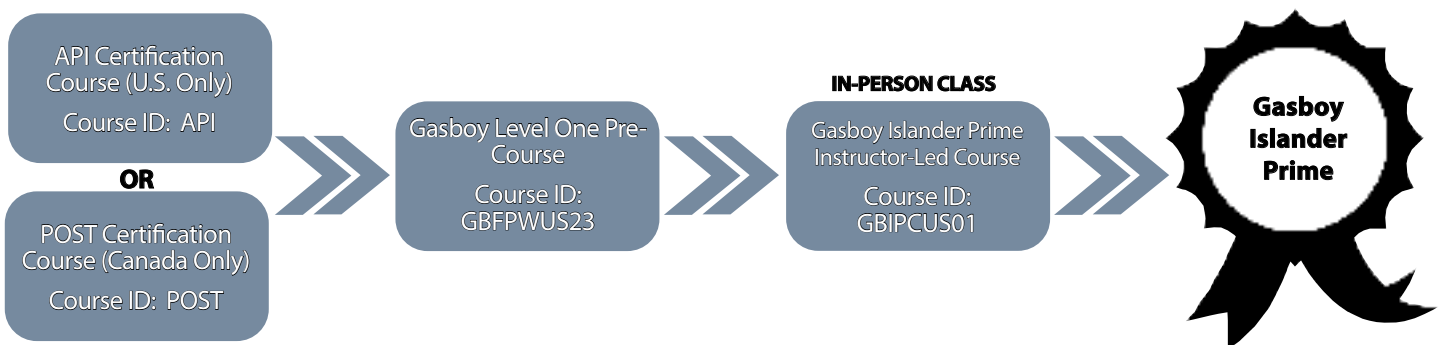 API Certification
Course (U.S. Only)
Course ID:  API
OR
POST Certification
Course (Canada Only)
Course ID:  POST
Gasboy Level One Pre-
Course
Course ID:
GBFPWUS23
IN-PERSON CLASS
Gasboy Islander Prime
Instructor-Led Course
Course ID:
GBIPCUS01
Gasboy
Islander
Prime